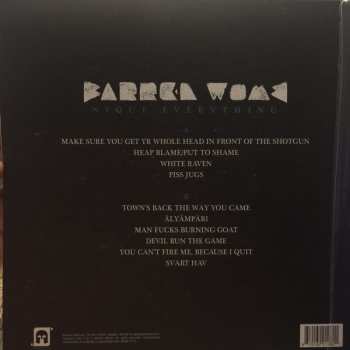 BARREN WOMB
NIQUE EVERYTHING
MAKE SURE YOU GET YR WHOLE HEAD IN FRONT OF THE SHOTGUN
HEAP BLAME/PUT TO SHAME
WHITE RAVEN
PISS JUGS
TOWN'S BACK THE WAY YOU CAME
ÄLYÄMPÄRI
MAN FUCKS BURNING GOAT
DEVIL RUN THE GAME
YOU CAN'T FIRE ME, BECAUSE I QUIT
SVART HAV